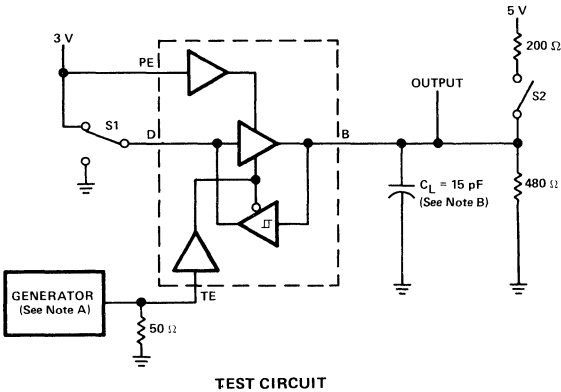 5 V
200 Ω
3 V
PE
OUTPUT
S2
S1
D
B
CL = 15 pF
(See Note B)
480 Ω
GENERATOR
(See Note A)
TE
50 Ω
TEST CIRCUIT